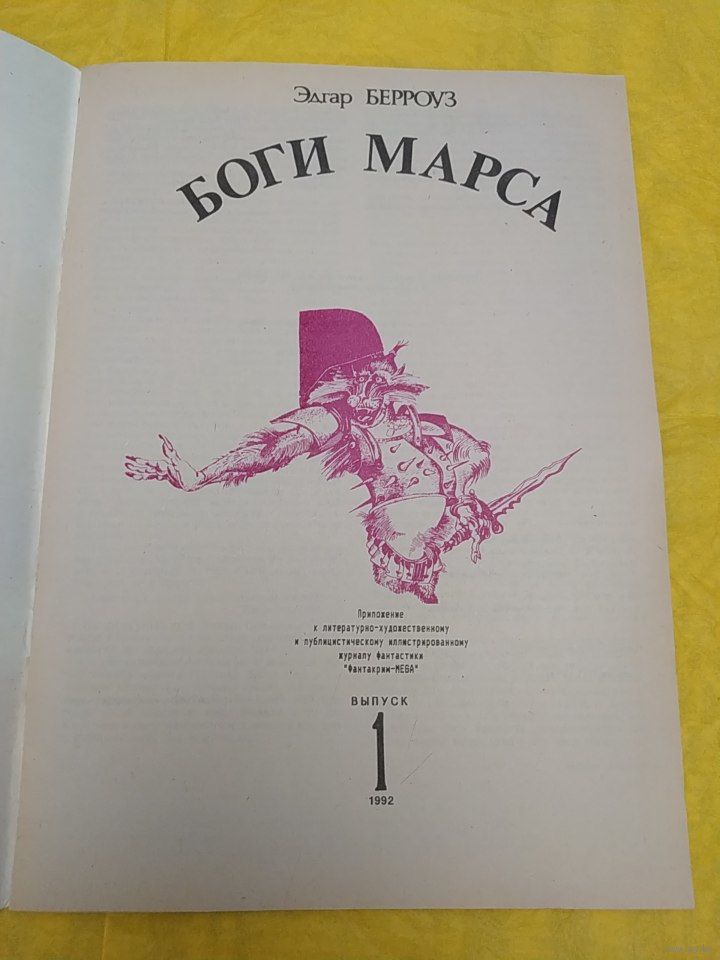 Эдгар БЕРРОУЗ
БОГИ МАРСА
Приложение
к литературно-художественному
и публицистическому иллюстрированному
журналу фантастики
"Фантакрим-MEGA"
ВЫПУСК
1
1992